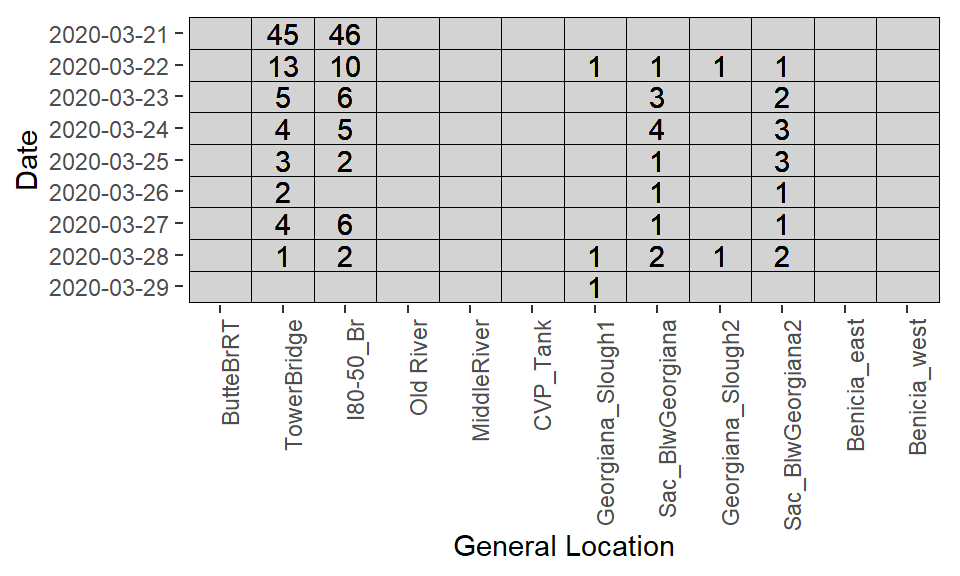 2020-03-21 45 46
2020-03-22 13 10 1 1 1 1
2020-03-23 5 6 3 2
2020-03-24 4 5 4 3
2020-03-25 3 2 1 3
2020-03-26 2 1 1
2020-03-27 4 6 1 1
2020-03-28 1 2 1 2 1 2
2020-03-29 1
Date
ButteBrRT
TowerBridge
I80-50_Br
Old River
MiddleRiver
CVP_Tank
Georgiana_Slough1
Sac_BlwGeorgiana
Georgiana_Slough2
Sac_BlwGeorgiana2
Benicia_east
Benicia_west
General Location